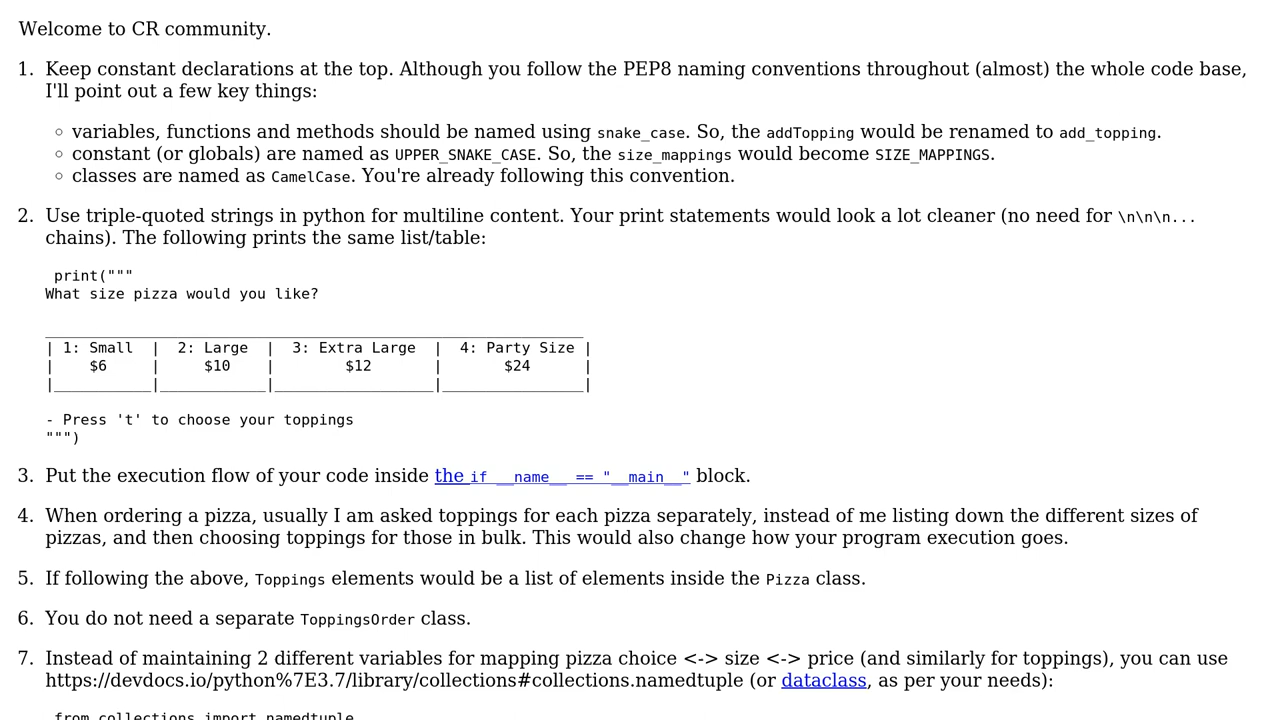 Welcome to CR community.
1. Keep constant declarations at the top. Although you follow the PEP8 naming conventions throughout (almost) the whole code base,
I'll point out a few key things:
◦ variables, functions and methods should be named using snake_case. So, the addTopping would be renamed to add_topping.
◦ constant (or globals) are named as UPPER_SNAKE_CASE. So, the size_mappings would become SIZE_MAPPINGS.
◦ classes are named as CamelCase. You're already following this convention.
2. Use triple-quoted strings in python for multiline content. Your print statements would look a lot cleaner (no need for \n\n\n...
chains). The following prints the same list/table:
print("""
What size pizza would you like?
_____________________________________________________________
| 1: Small  |  2: Large  |  3: Extra Large  |  4: Party Size |
|    $6     |     $10    |        $12       |       $24      |
|___________|____________|__________________|________________|
- Press 't' to choose your toppings
""")
3. Put the execution flow of your code inside the if __name__ == "__main__" block.
4. When ordering a pizza, usually I am asked toppings for each pizza separately, instead of me listing down the different sizes of
pizzas, and then choosing toppings for those in bulk. This would also change how your program execution goes.
5. If following the above, Toppings elements would be a list of elements inside the Pizza class.
6. You do not need a separate ToppingsOrder class.
7. Instead of maintaining 2 different variables for mapping pizza choice <-> size <-> price (and similarly for toppings), you can use
https://devdocs.io/python%7E3.7/library/collections#collections.namedtuple (or dataclass, as per your needs):
from collections import namedtuple